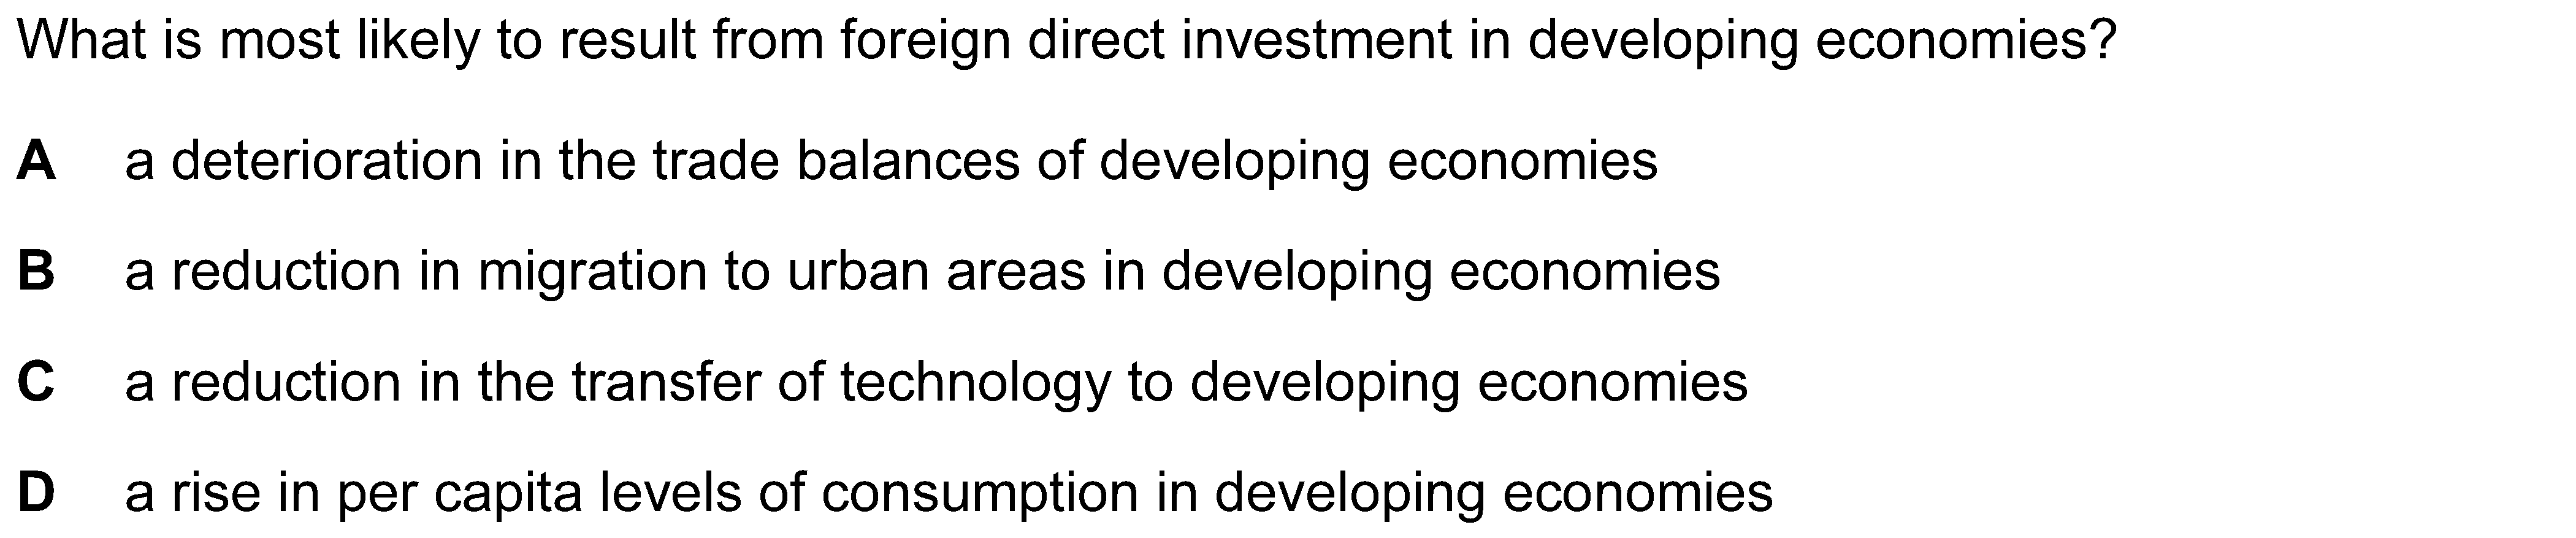 What is most likely to result from foreign direct investment in developing economies?
A a deterioration in the trade balances of developing economies
B a reduction in migration to urban areas in developing economies
C a reduction in the transfer of technology to developing economies
D a rise in per capita levels of consumption in developing economies